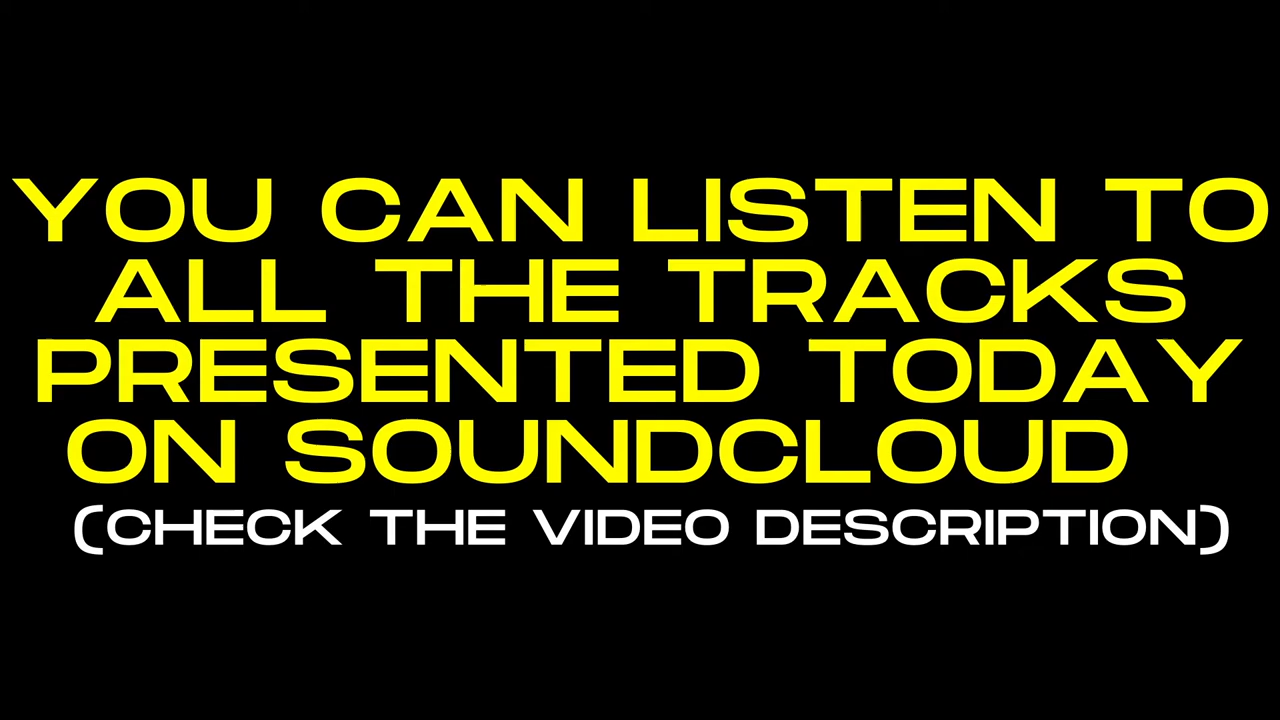 YOU CAN LISTEN TO
ALL THE TRACKS
PRESENTED TODAY
ON SOUNDCLOUD
(CHECK THE VIDEO DESCRIPTION)